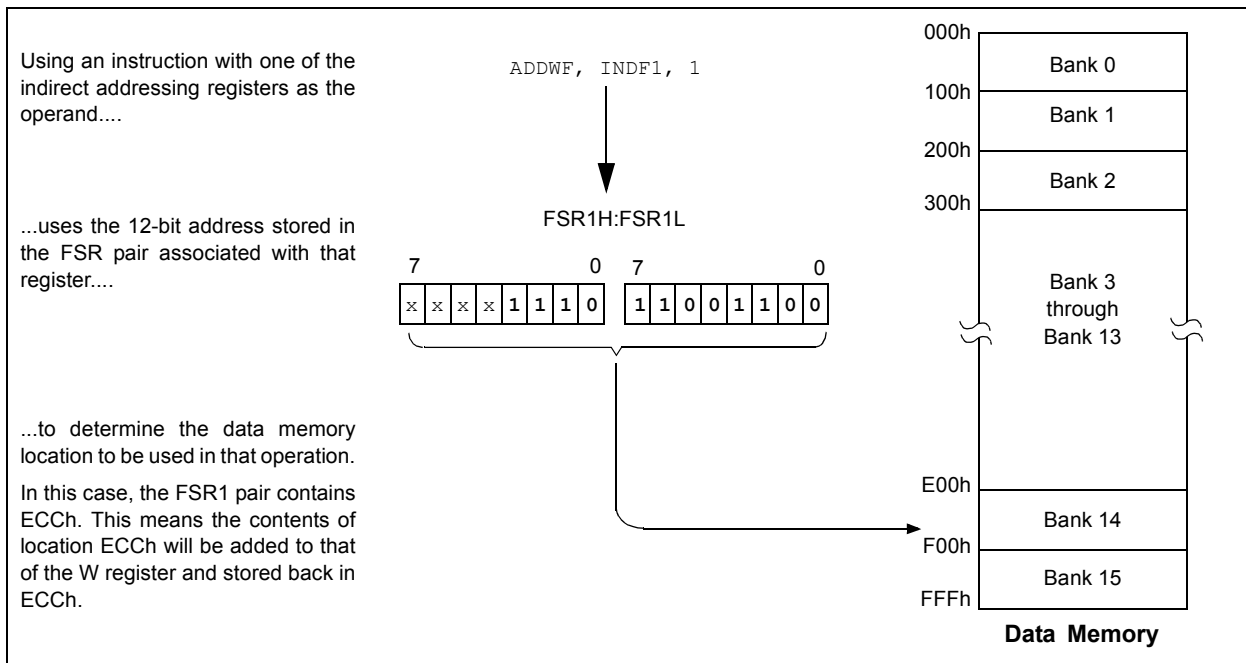 Using an instruction with one of the
indirect addressing registers as the
operand....
ADDWF, INDF1, 1
...uses the 12-bit address stored in
the FSR pair associated with that
register....
FSR1H:FSR1L
7 0 7 0
x x x x 1 1 1 0 1 1 0 0 1 1 0 0
...to determine the data memory
location to be used in that operation.
In this case, the FSR1 pair contains
ECCh. This means the contents of
location ECCh will be added to that
of the W register and stored back in
ECCh.
000h
Bank 0
100h
Bank 1
200h
Bank 2
300h
Bank 3
through
Bank 13
E00h
Bank 14
F00h
Bank 15
FFFh
Data Memory